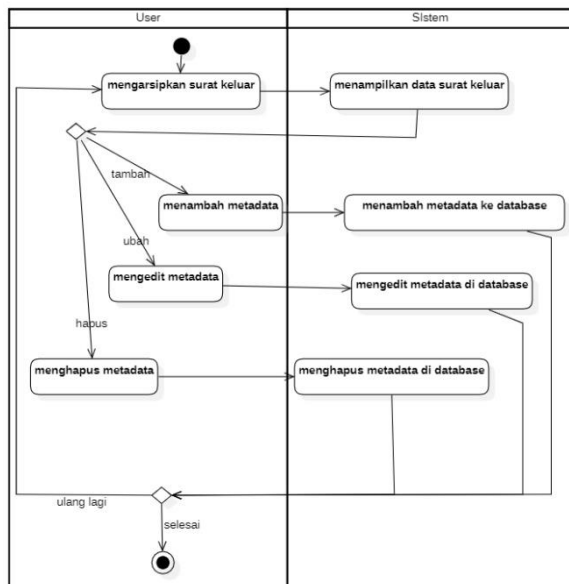 User
SIstem
mengarsipkan surat keluar
menampilkan data surat keluar
tambah
menambah metadata
menambah metadata ke database
ubah
mengedit metadata
mengedit metadata di database
hapus
menghapus metadata
menghapus metadata di database
ulang lagi
selesai